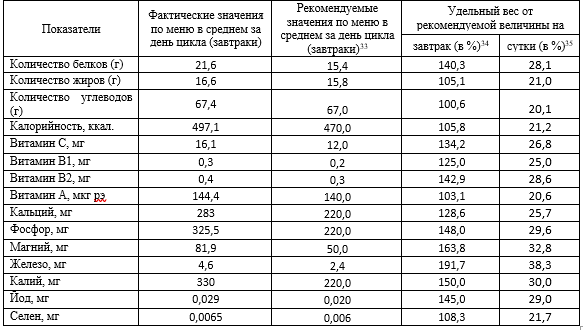 Показатели | Фактические значения по меню в среднем за день цикла (завтраки) | Рекомендуемые значения по меню в среднем за день цикла (завтраки)33 | Удельный вес от рекомендуемой величины на
завтрак (в %)34 | сутки (в %)35
Количество белков (г) | 21,6 | 15,4 | 140,3 | 28,1
Количество жиров (г) | 16,6 | 15,8 | 105,1 | 21,0
Количество углеводов (г) | 67,4 | 67,0 | 100,6 | 20,1
Калорийность, ккал. | 497,1 | 470,0 | 105,8 | 21,2
Витамин С, мг | 16,1 | 12,0 | 134,2 | 26,8
Витамин В1, мг | 0,3 | 0,2 | 125,0 | 25,0
Витамин В2, мг | 0,4 | 0,3 | 142,9 | 28,6
Витамин А, мкг рэ | 144,4 | 140,0 | 103,1 | 20,6
Кальций, мг | 283 | 220,0 | 128,6 | 25,7
Фосфор, мг | 325,5 | 220,0 | 148,0 | 29,6
Магний, мг | 81,9 | 50,0 | 163,8 | 32,8
Железо, мг | 4,6 | 2,4 | 191,7 | 38,3
Калий, мг | 330 | 220,0 | 150,0 | 30,0
Йод, мг | 0,029 | 0,020 | 145,0 | 29,0
Селен, мг | 0,0065 | 0,006 | 108,3 | 21,7